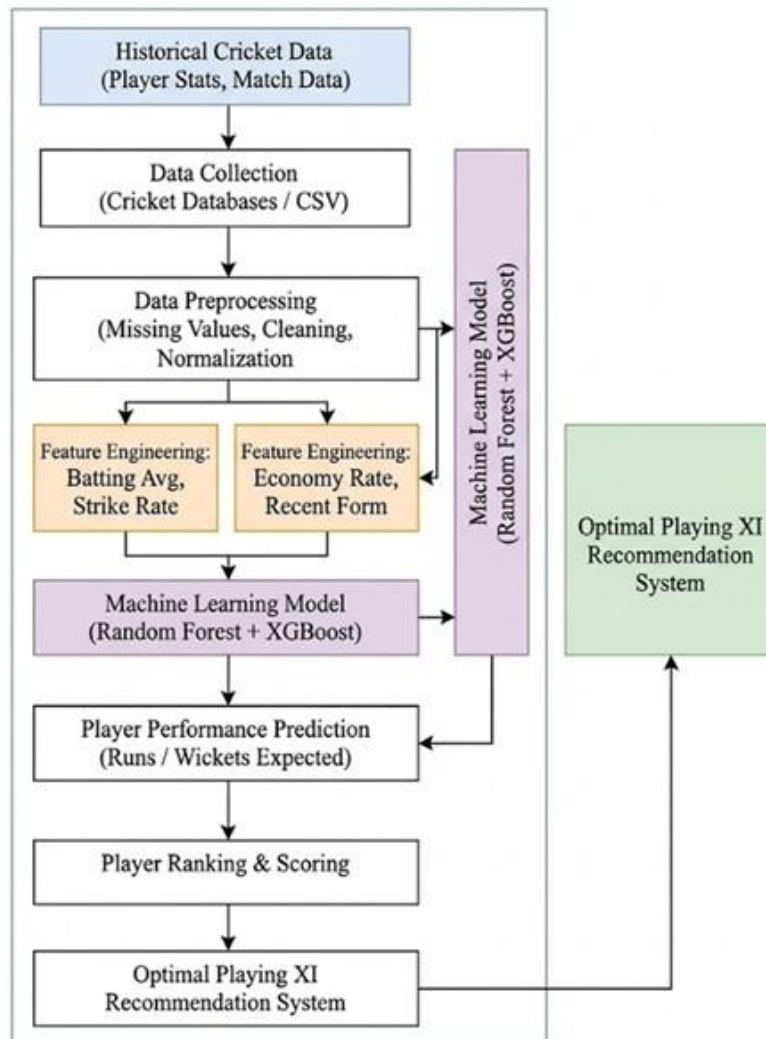 Historical Cricket Data
(Player Stats, Match Data)
Data Collection
(Cricket Databases / CSV)
Data Preprocessing
(Missing Values, Cleaning,
Normalization
Feature Engineering:
Batting Avg,
Strike Rate
Feature Engineering:
Economy Rate,
Recent Form
Machine Learning Model
(Random Forest + XGBoost)
Machine Learning Model
(Random Forest + XGBoost)
Player Performance Prediction
(Runs / Wickets Expected)
Player Ranking & Scoring
Optimal Playing XI
Recommendation System
Optimal Playing XI
Recommendation
System